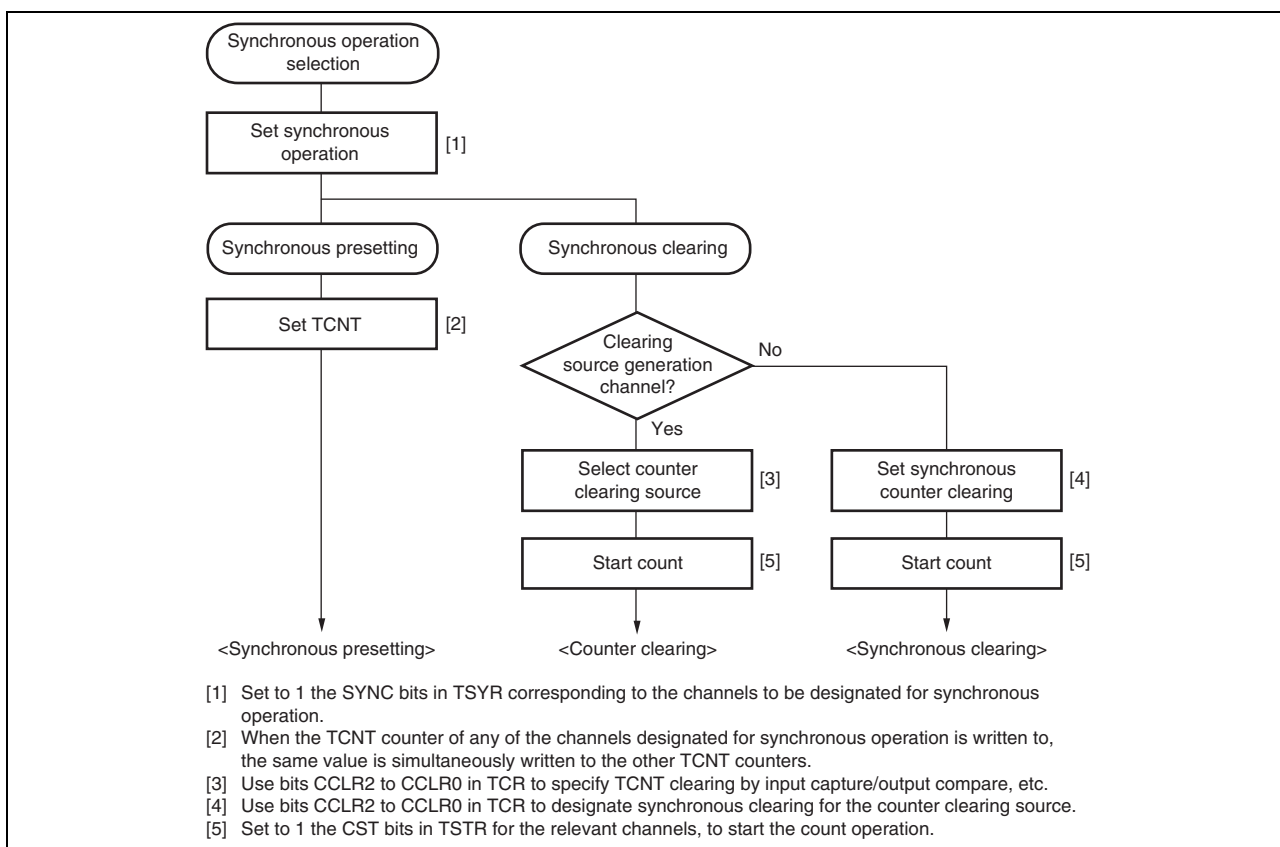 Synchronous operation
selection
Set synchronous
operation
[1]
Synchronous presetting
Synchronous clearing
Set TCNT
[2]
Clearing
source generation
channel?
No
Yes
Select counter
clearing source
[3]
Set synchronous
counter clearing
[4]
Start count
[5]
Start count
[5]
<Synchronous presetting>
<Counter clearing>
<Synchronous clearing>
[1] Set to 1 the SYNC bits in TSYR corresponding to the channels to be designated for synchronous
operation.
[2] When the TCNT counter of any of the channels designated for synchronous operation is written to,
the same value is simultaneously written to the other TCNT counters.
[3] Use bits CCLR2 to CCLR0 in TCR to specify TCNT clearing by input capture/output compare, etc.
[4] Use bits CCLR2 to CCLR0 in TCR to designate synchronous clearing for the counter clearing source.
[5] Set to 1 the CST bits in TSTR for the relevant channels, to start the count operation.